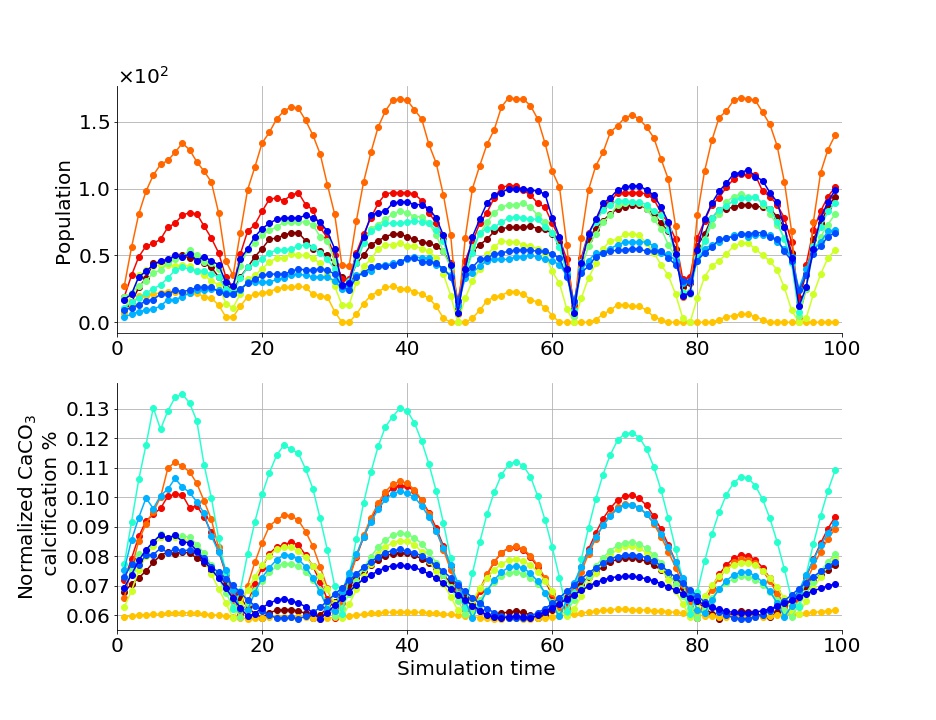 ×10²
Population
1.5
1.0
0.5
0.0
0 20 40 60 80 100
Normalized CaCO₃
calcification %
0.13
0.12
0.11
0.10
0.09
0.08
0.07
0.06
0 20 40 60 80 100
Simulation time